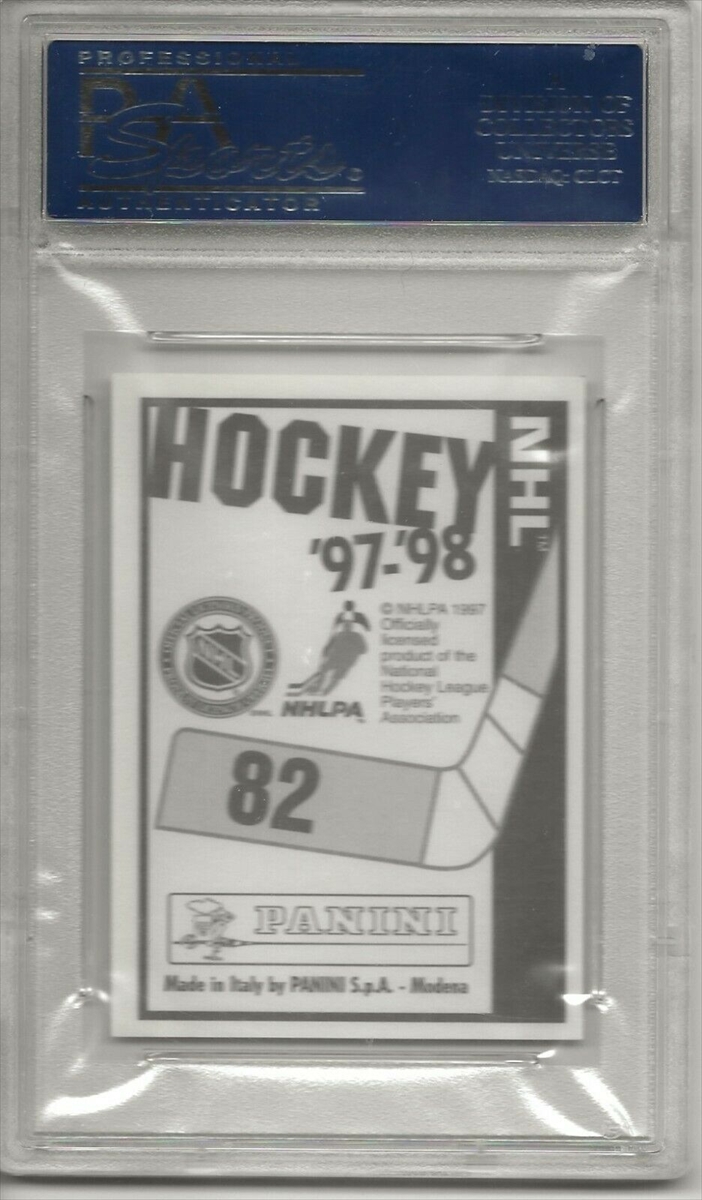 PROFESSIONAL
PSA
Sports
AUTHENTICATOR
A
DIVISION OF
COLLECTORS
UNIVERSE
NASDAQ: CLCT
HOCKEY
'97-'98
NHL™
NHL
NHLPA
© NHLPA 1997
Officially
licensed
product of the
National
Hockey League
Players'
Association
82
PANINI
Made in Italy by PANINI S.p.A. - Modena